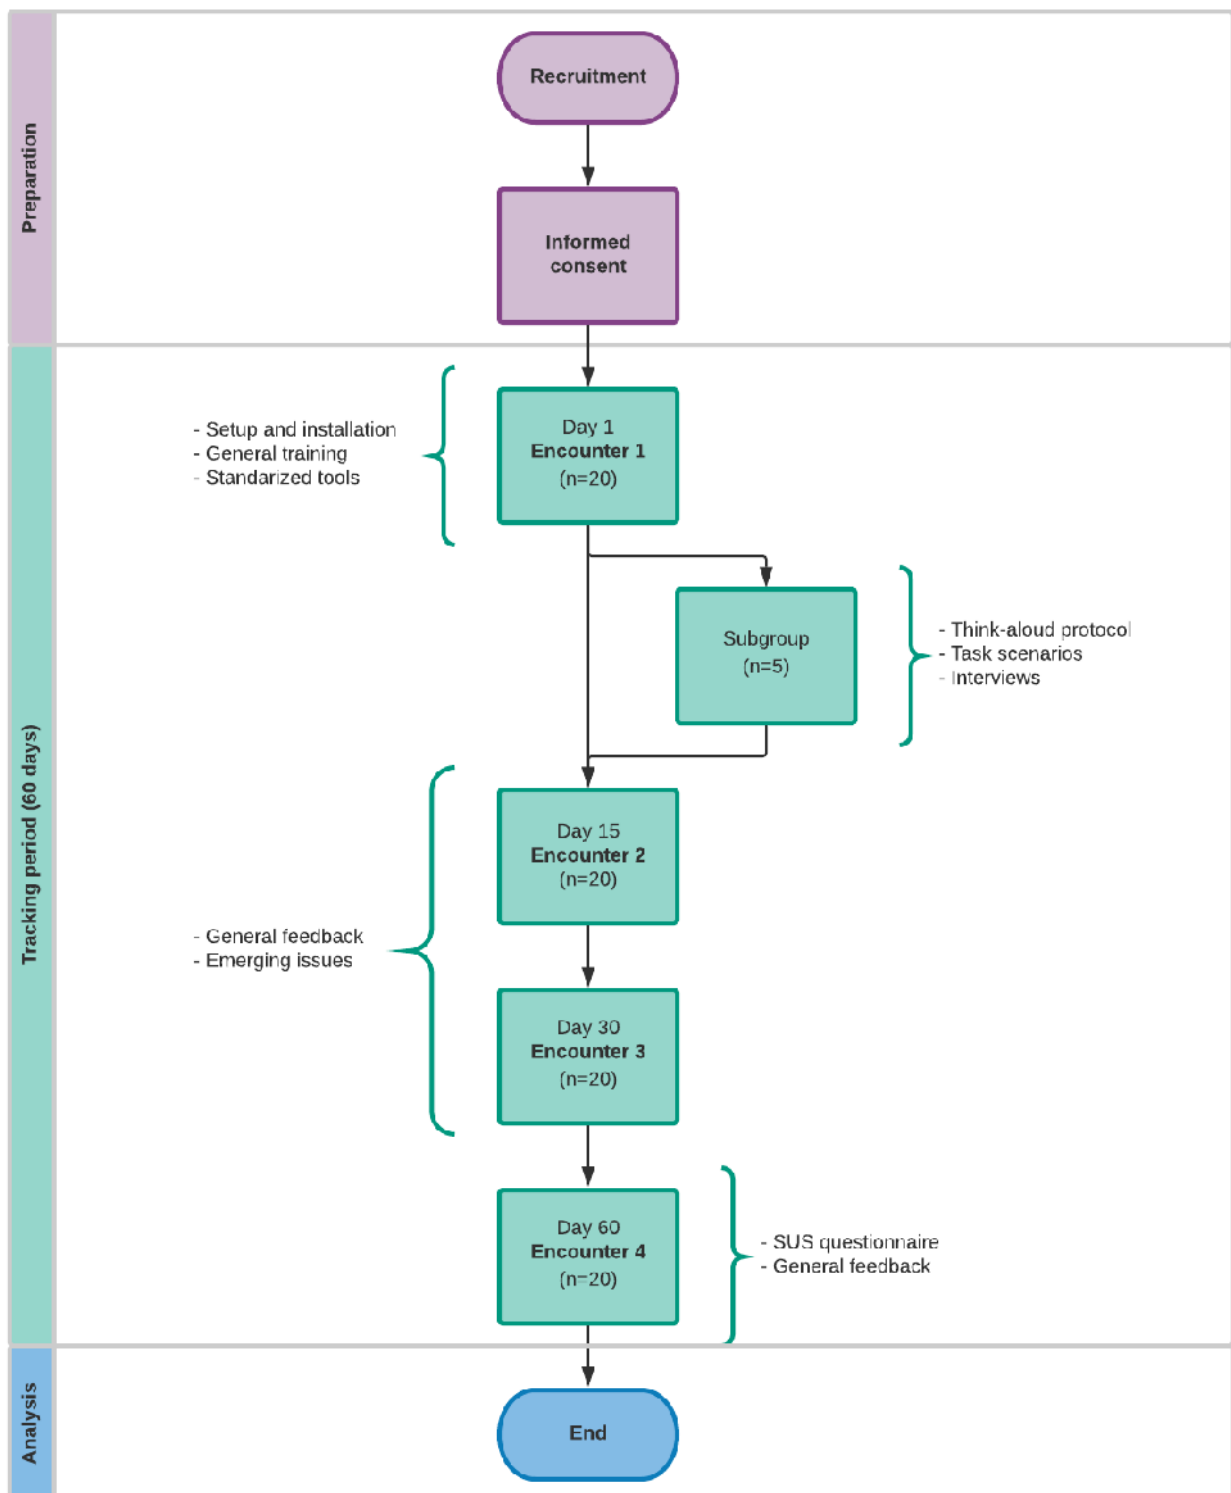 Preparation
Recruitment
Informed
consent
Tracking period (60 days)
- Setup and installation
- General training
- Standarized tools
Day 1
Encounter 1
(n=20)
Subgroup
(n=5)
- Think-aloud protocol
- Task scenarios
- Interviews
Day 15
Encounter 2
(n=20)
- General feedback
- Emerging issues
Day 30
Encounter 3
(n=20)
Day 60
Encounter 4
(n=20)
- SUS questionnaire
- General feedback
Analysis
End